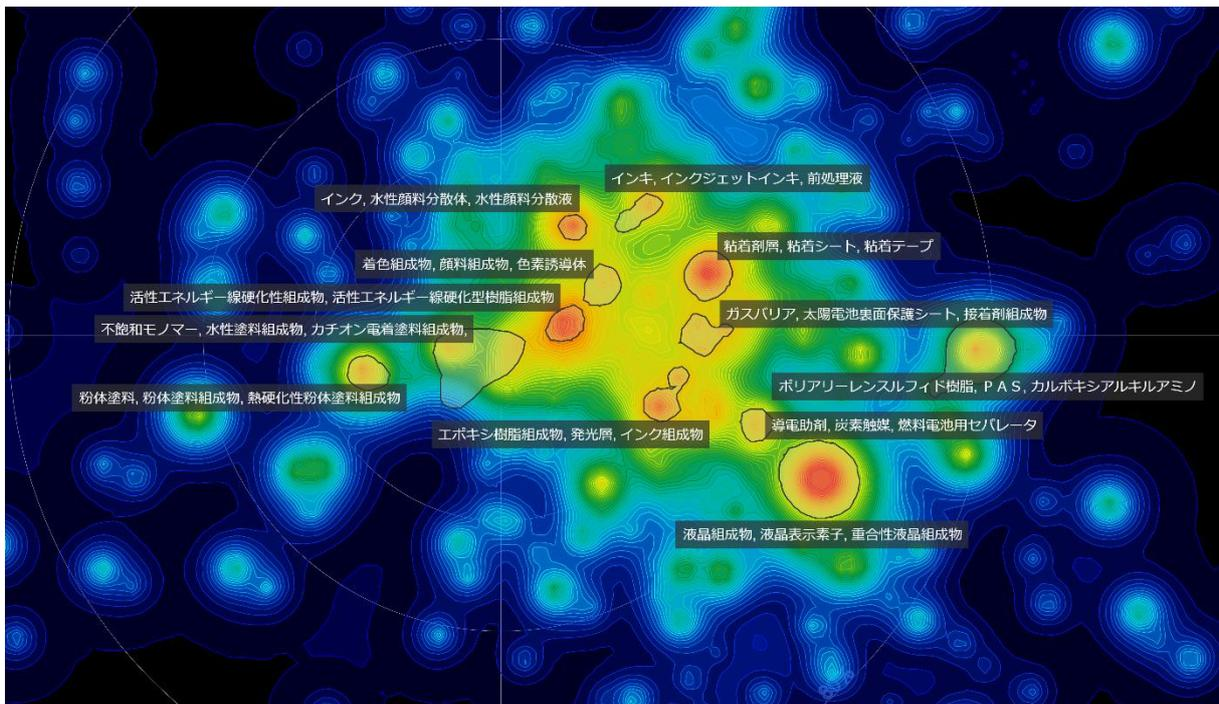 インキ, インクジェットインキ, 前処理液
インク, 水性顔料分散体, 水性顔料分散液
粘着剤層, 粘着シート, 粘着テープ
着色組成物, 顔料組成物, 色素誘導体
活性エネルギー線硬化性組成物, 活性エネルギー線硬化型樹脂組成物
ガスバリア, 太陽電池裏面保護シート, 接着剤組成物
不飽和モノマー, 水性塗料組成物, カチオン電着塗料組成物,
ポリアリーレンスルフィド樹脂, ＰＡＳ, カルボキシアルキルアミノ
粉体塗料, 粉体塗料組成物, 熱硬化性粉体塗料組成物
導電助剤, 炭素触媒, 燃料電池用セパレータ
エポキシ樹脂組成物, 発光層, インク組成物
液晶組成物, 液晶表示素子, 重合性液晶組成物